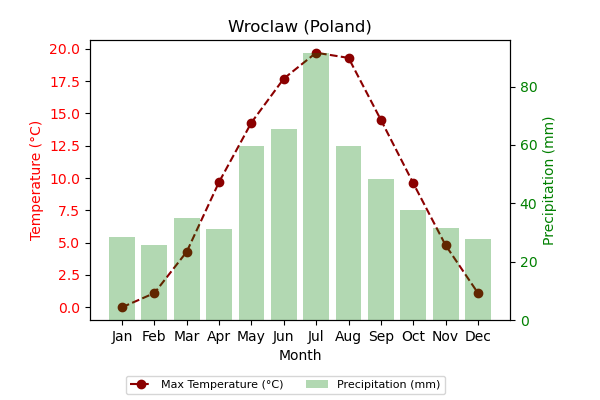 Wroclaw (Poland)
20.0
17.5
15.0
12.5
10.0
7.5
5.0
2.5
0.0
Temperature (°C)
80
60
40
20
0
Precipitation (mm)
Jan Feb Mar Apr May Jun Jul Aug Sep Oct Nov Dec
Month
Max Temperature (°C) Precipitation (mm)